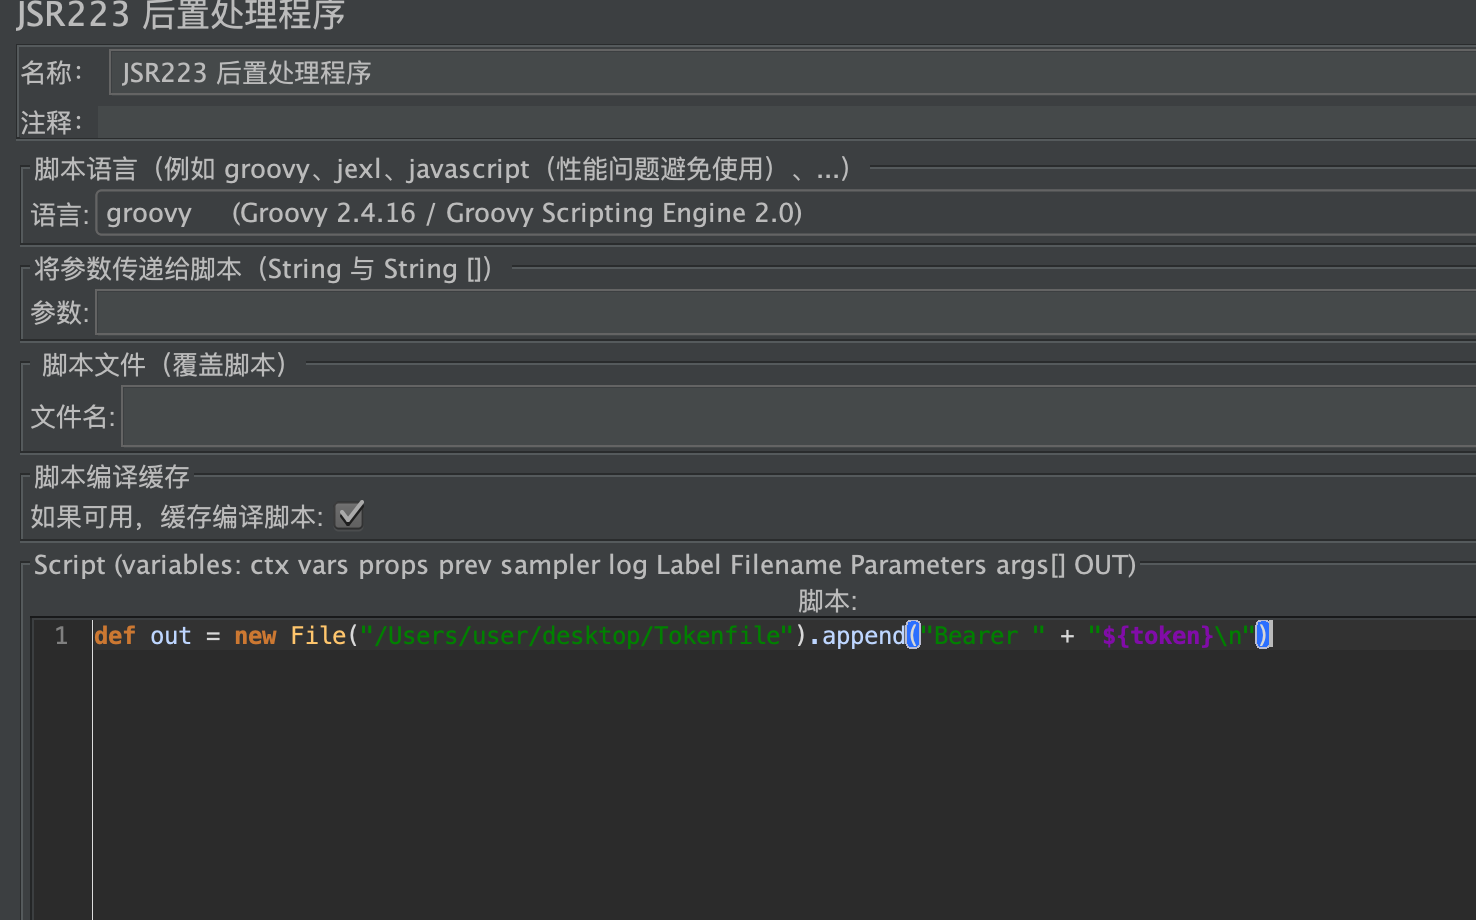 JSR223 后置处理程序
名称： JSR223 后置处理程序
注释：
脚本语言（例如 groovy、jexl、javascript（性能问题避免使用）、...）
语言: groovy (Groovy 2.4.16 / Groovy Scripting Engine 2.0)
将参数传递给脚本（String 与 String []）
参数:
脚本文件（覆盖脚本）
文件名:
脚本编译缓存
如果可用，缓存编译脚本:
Script (variables: ctx vars props prev sampler log Label Filename Parameters args[] OUT)
脚本:
1 def out = new File("/Users/user/desktop/Tokenfile").append("Bearer " + "${token}\n")